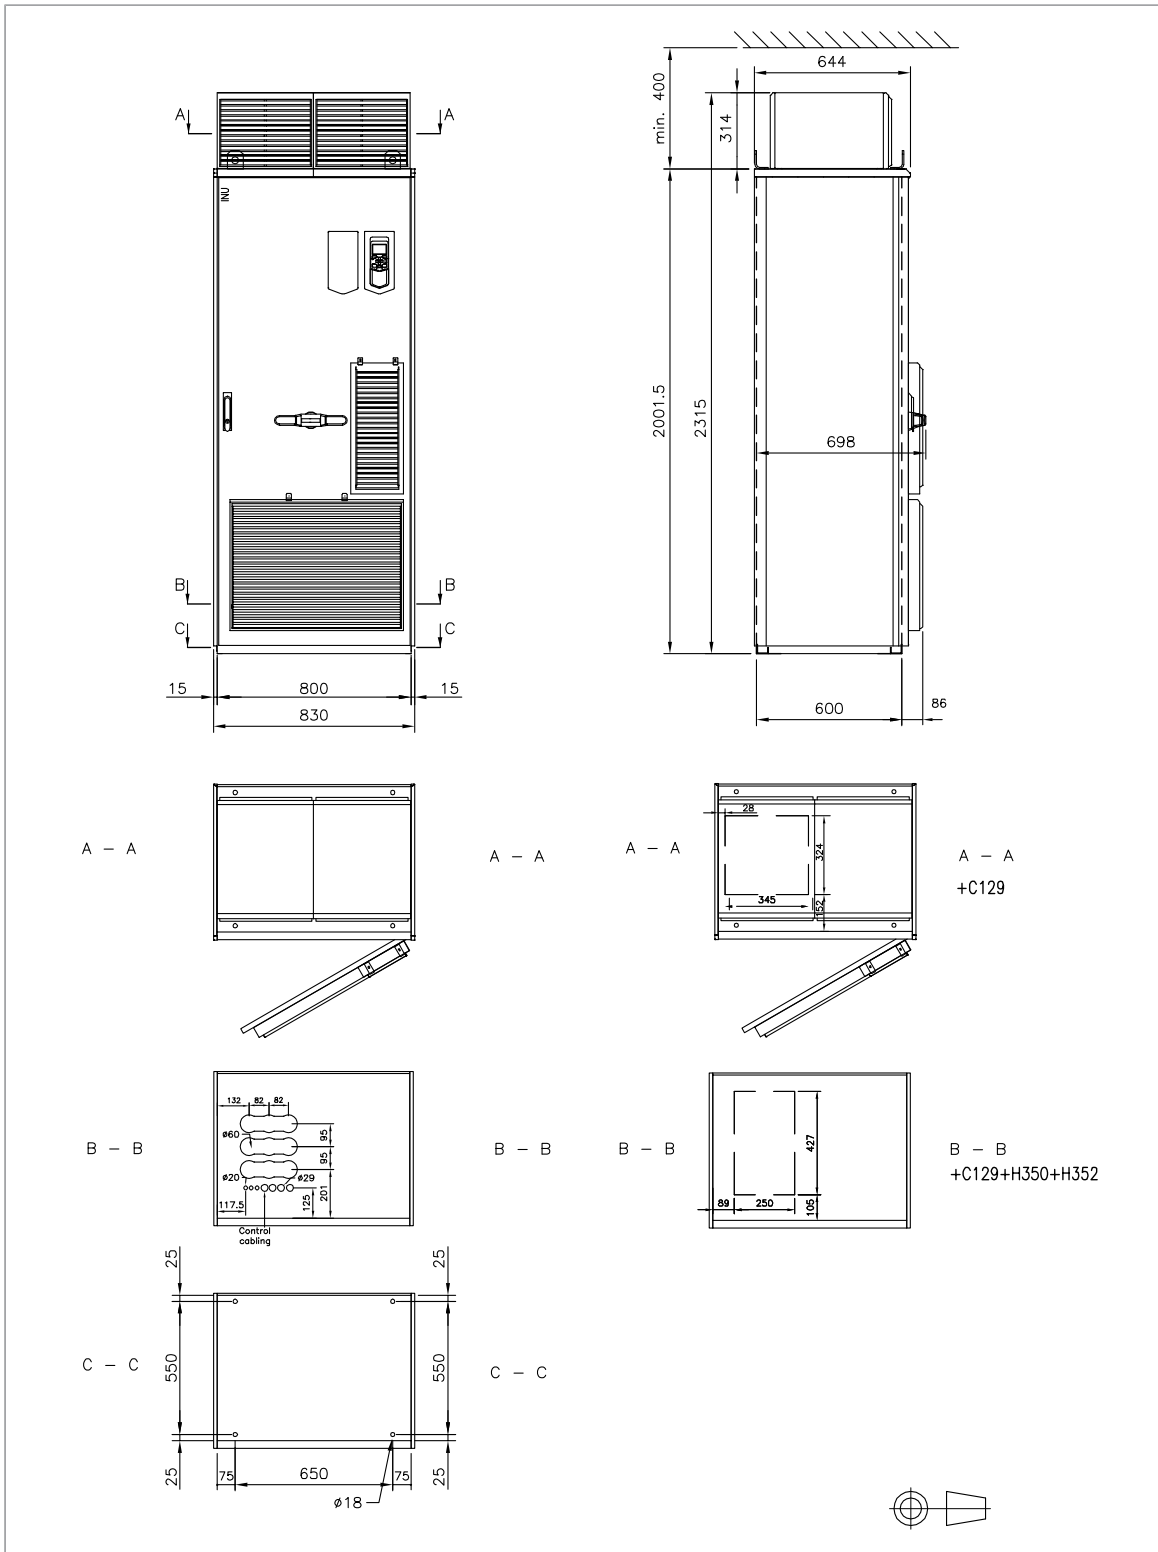 644
min. 400
314
A
A
INU
2001.5
2315
698
B
B
C
C
15
800
15
830
600
86
A – A
A – A
A – A
28
324
345
152
A – A
+C129
B – B
132
82
82
ø60
95
95
ø20
ø29
117.5
125
201
Control
cabling
B – B
B – B
427
89
250
105
B – B
+C129+H350+H352
25
25
C – C
550
550
C – C
25
75
650
75
25
ø18